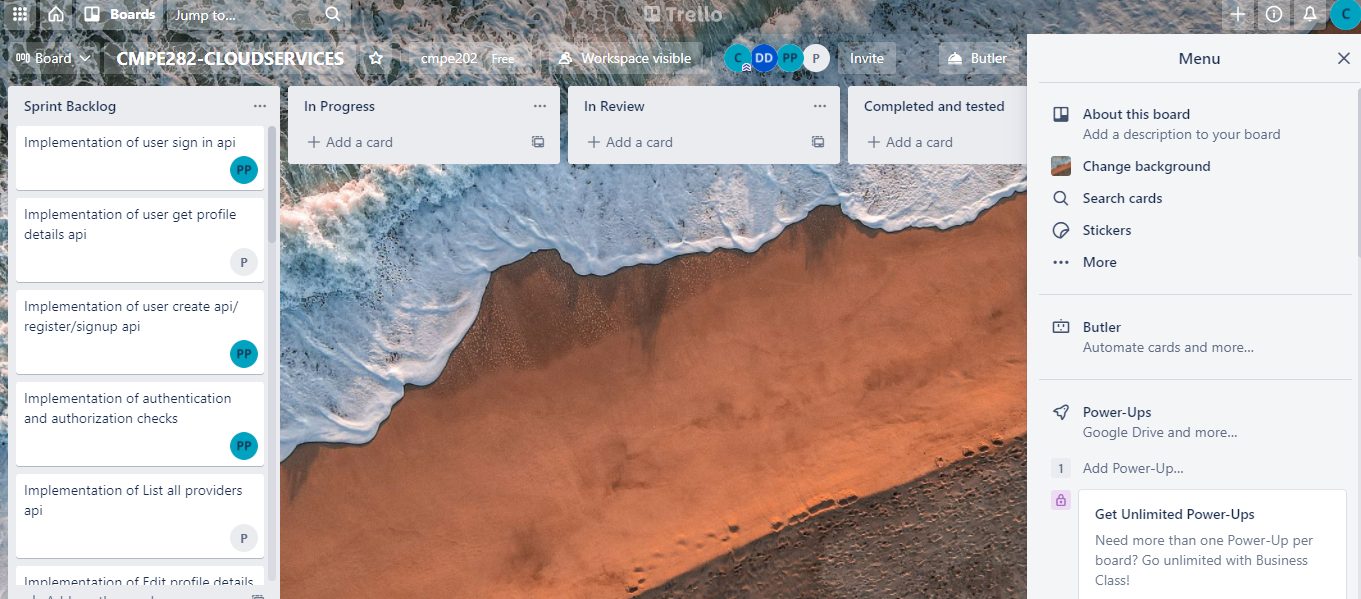 Boards
Jump to...
Trello
C
Board
CMPE282-CLOUDSERVICES
cmpe202
Free
Workspace visible
C
DD
PP
P
Invite
Butler
Sprint Backlog
Implementation of user sign in api
PP
Implementation of user get profile
details api
P
Implementation of user create api/
register/signup api
PP
Implementation of authentication
and authorization checks
PP
Implementation of List all providers
api
P
Implementation of Edit profile details
In Progress
+ Add a card
In Review
+ Add a card
Completed and tested
+ Add a card
Menu
About this board
Add a description to your board
Change background
Search cards
Stickers
More
Butler
Automate cards and more...
Power-Ups
Google Drive and more...
1
Add Power-Up...
Get Unlimited Power-Ups
Need more than one Power-Up per
board? Go unlimited with Business
Class!